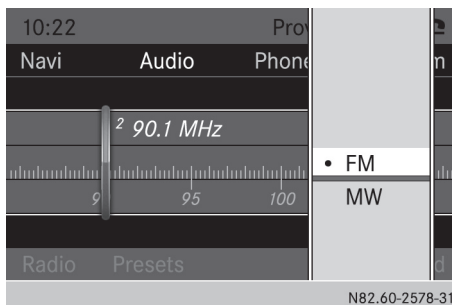 10:22
Navi Audio Phone
2 90.1 MHz
• FM
95 100
MW
Radio Presets
N82.60-2578-31